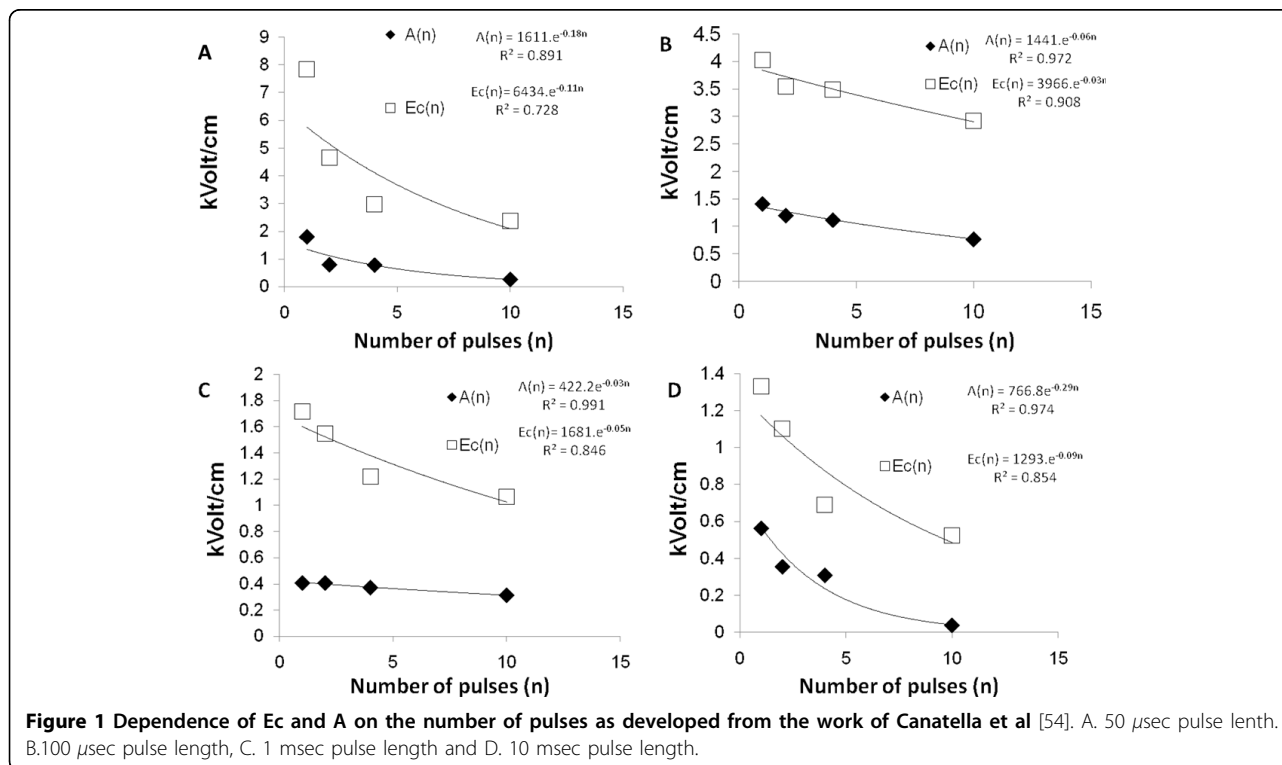 A
A(n)
A(n) = 1611.e-0.18n
R² = 0.891
Ec(n)
Ec(n) = 6434.e-0.11n
R² = 0.728
kVolt/cm
9
8
7
6
5
4
3
2
1
0
0 5 10 15
Number of pulses (n)
B
A(n)
A(n) = 1441.e-0.06n
R² = 0.972
Ec(n)
Ec(n) = 3966.e-0.03n
R² = 0.908
kVolt/cm
4.5
4
3.5
3
2.5
2
1.5
1
0.5
0
0 5 10 15
Number of pulses (n)
C
A(n)
A(n) = 422.2e-0.03n
R² = 0.991
Ec(n)
Ec(n) = 1681.e-0.05n
R² = 0.846
kVolt/cm
2
1.8
1.6
1.4
1.2
1
0.8
0.6
0.4
0.2
0
0 5 10 15
Number of pulses (n)
D
A(n)
A(n) = 766.8e-0.29n
R² = 0.974
Ec(n)
Ec(n) = 1293.e-0.09n
R² = 0.854
kVolt/cm
1.4
1.2
1
0.8
0.6
0.4
0.2
0
0 5 10 15
Number of pulses (n)
Figure 1 Dependence of Ec and A on the number of pulses as developed from the work of Canatella et al [54]. A. 50 μsec pulse lenth.
B.100 μsec pulse length, C. 1 msec pulse length and D. 10 msec pulse length.